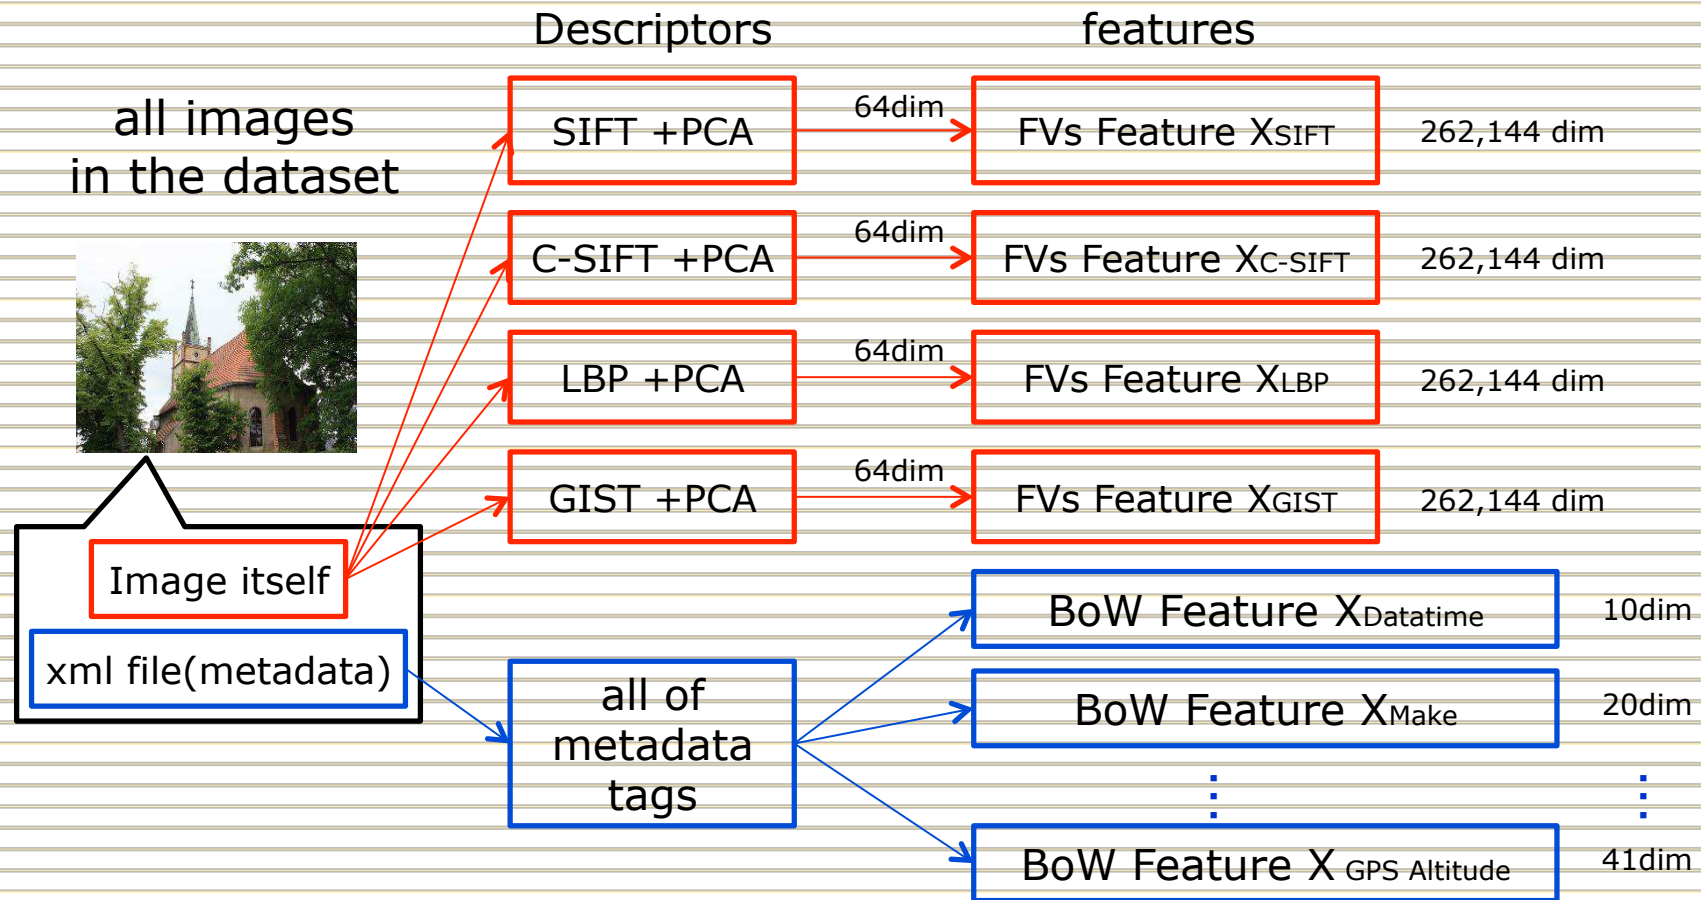 Descriptors
features
all images
in the dataset
SIFT +PCA
64dim
FVs Feature XSIFT
262,144 dim
C-SIFT +PCA
64dim
FVs Feature XC-SIFT
262,144 dim
LBP +PCA
64dim
FVs Feature XLBP
262,144 dim
GIST +PCA
64dim
FVs Feature XGIST
262,144 dim
Image itself
xml file(metadata)
all of
metadata
tags
BoW Feature XDatatime
10dim
BoW Feature XMake
20dim
⋮
⋮
BoW Feature X GPS Altitude
41dim